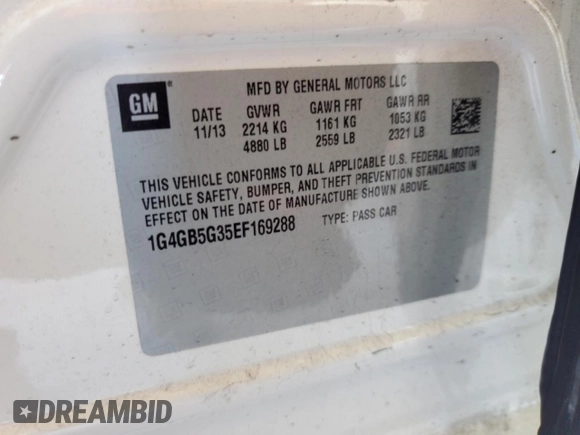 GM
MFD BY GENERAL MOTORS LLC
DATE GVWR GAWR FRT GAWR RR
11/13 2214 KG 1161 KG 1053 KG
4880 LB 2559 LB 2321 LB
THIS VEHICLE CONFORMS TO ALL APPLICABLE U.S. FEDERAL MOTOR
VEHICLE SAFETY, BUMPER, AND THEFT PREVENTION STANDARDS IN
EFFECT ON THE DATE OF MANUFACTURE SHOWN ABOVE.
1G4GB5G35EF169288 TYPE: PASS CAR
DREAMBID